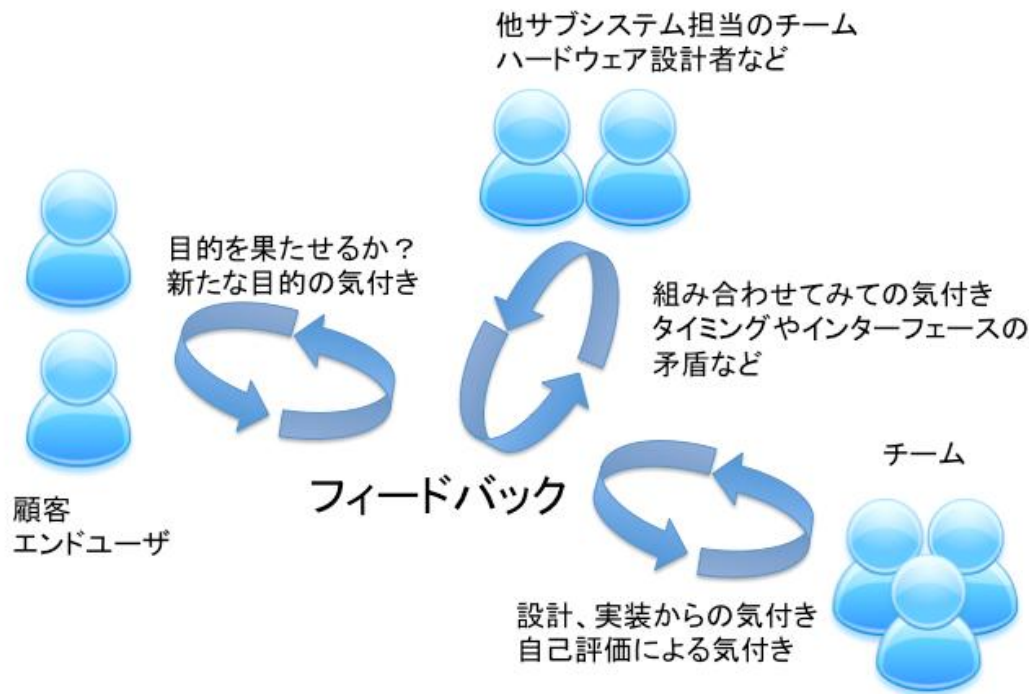 他サブシステム担当のチーム
ハードウェア設計者など
目的を果たせるか？
新たな目的の気付き
組み合わせてみての気付き
タイミングやインターフェースの
矛盾など
チーム
フィードバック
顧客
エンドユーザ
設計、実装からの気付き
自己評価による気付き